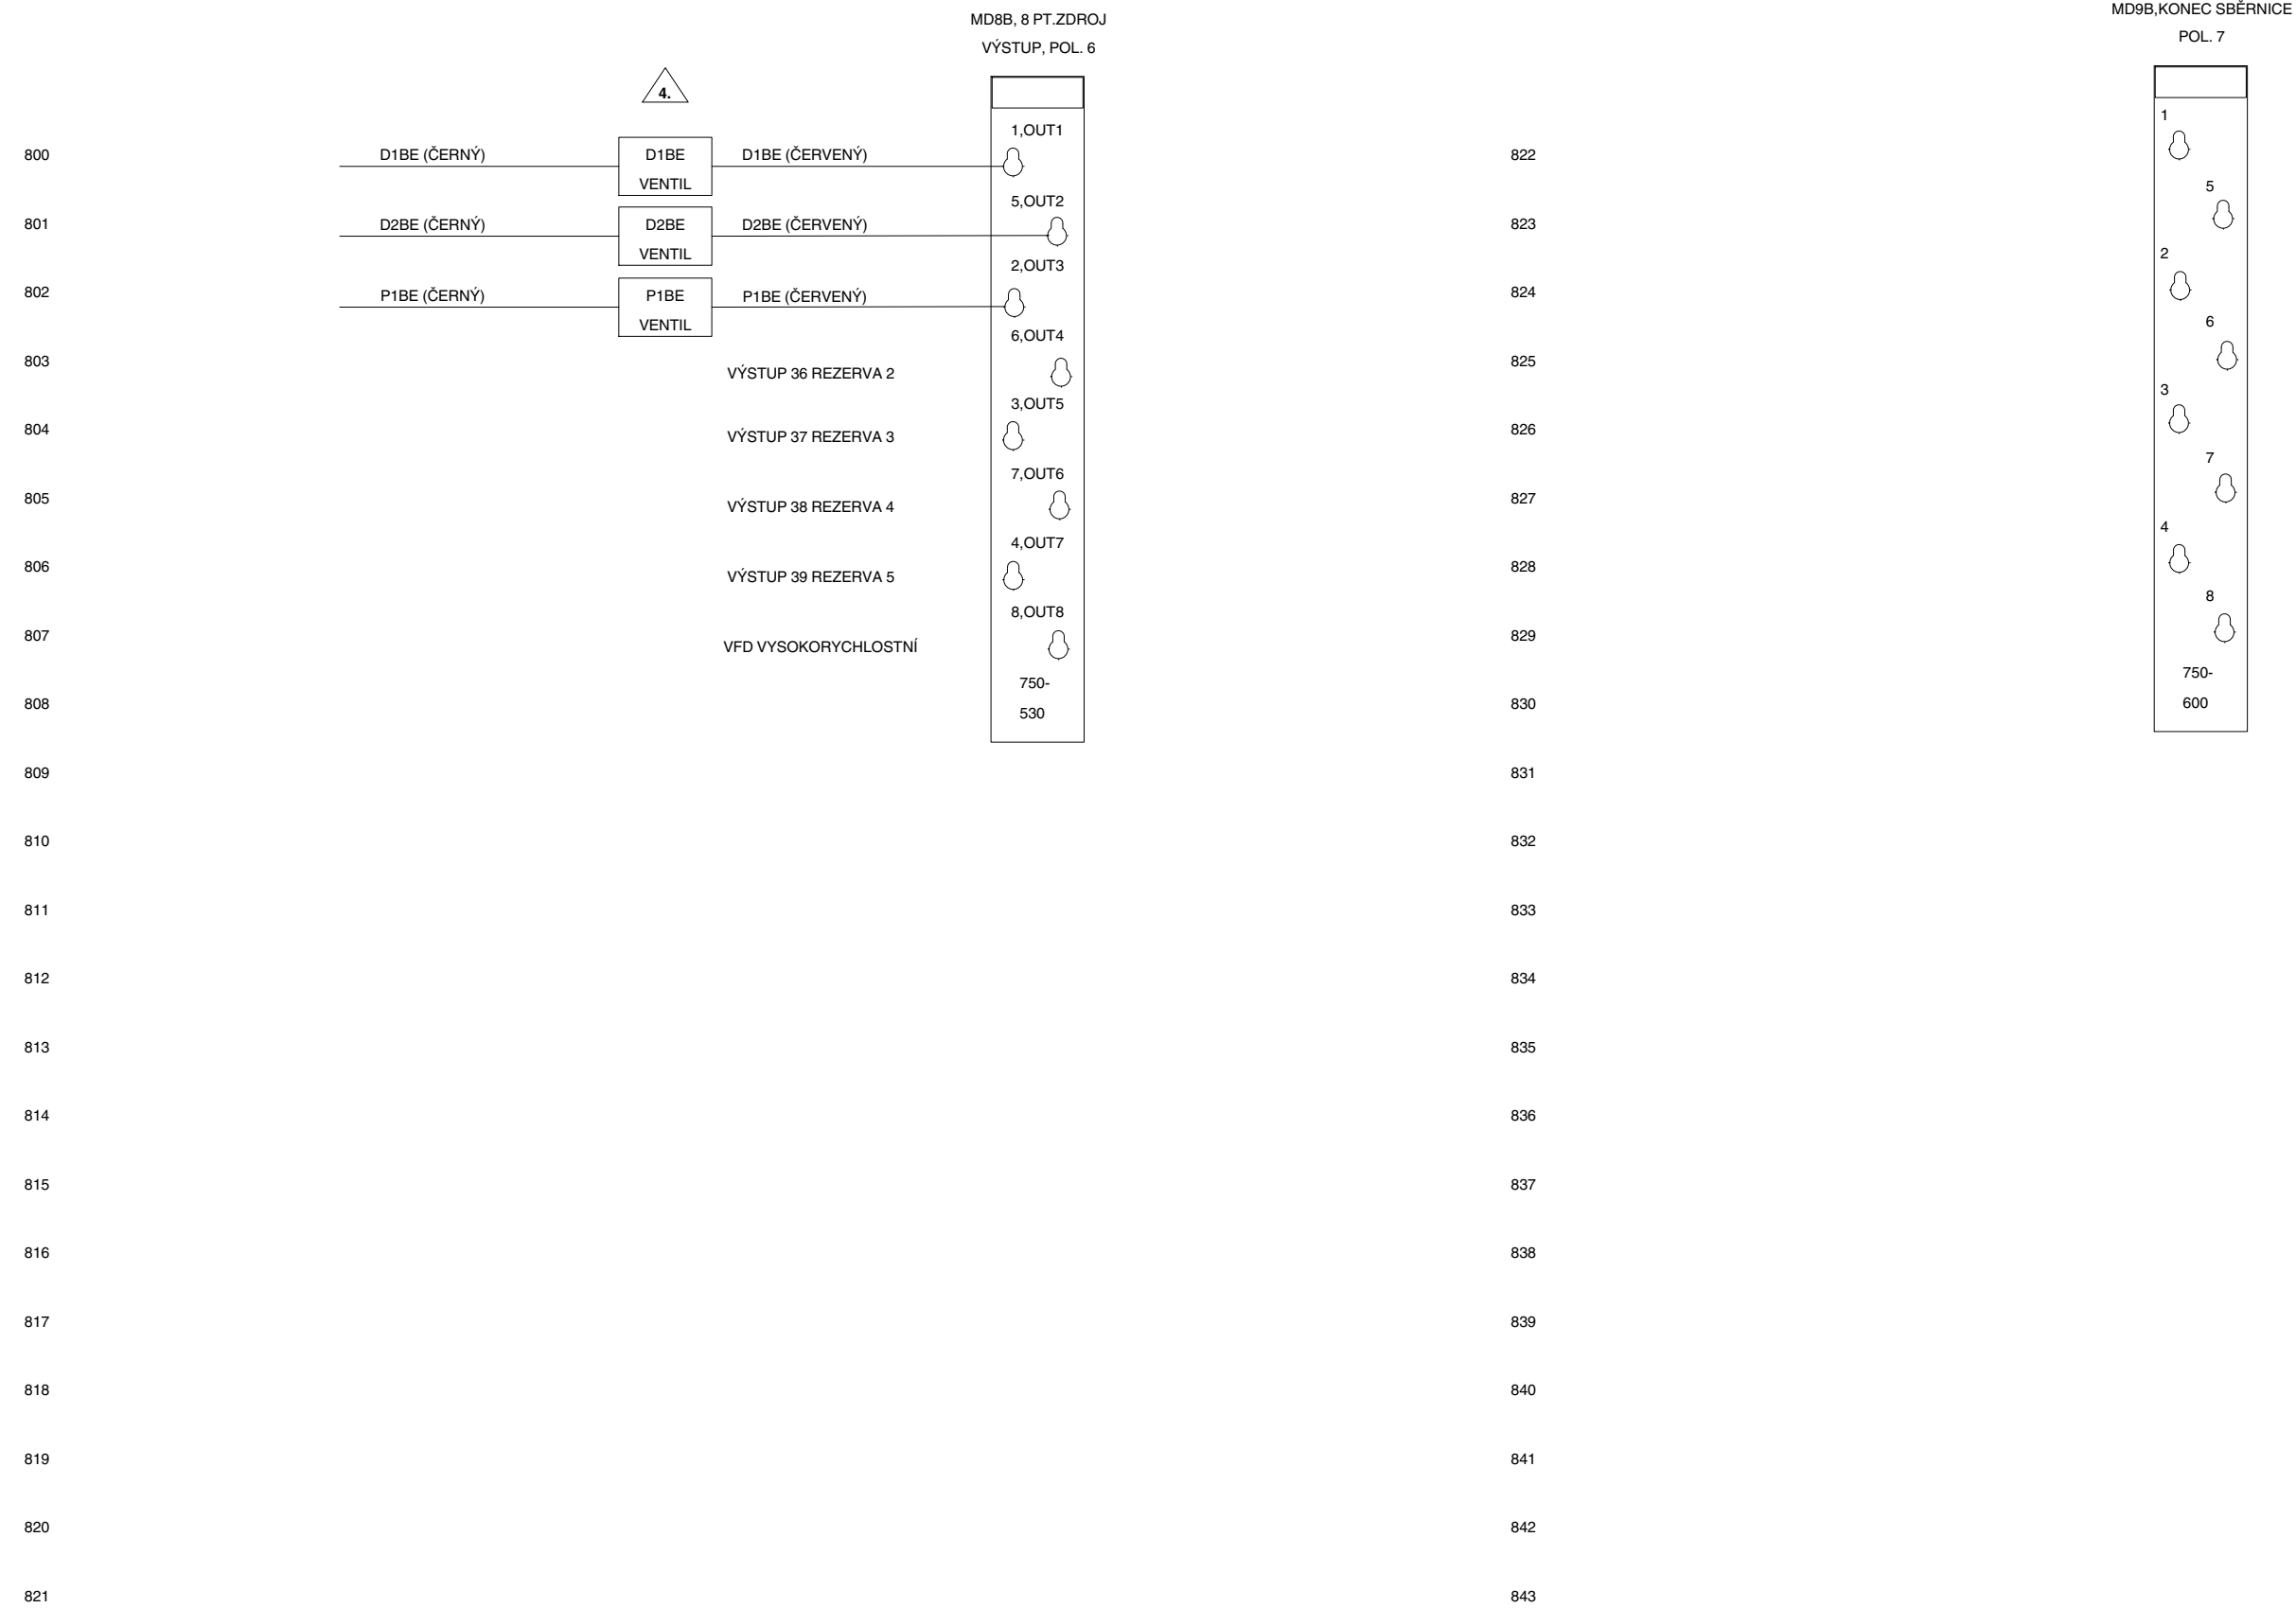 MD8B, 8 PT.ZDROJ
VÝSTUP, POL. 6
4.
800
D1BE (ČERNÝ)
D1BE
VENTIL
D1BE (ČERVENÝ)
1,OUT1
801
D2BE (ČERNÝ)
D2BE
VENTIL
D2BE (ČERVENÝ)
5,OUT2
802
P1BE (ČERNÝ)
P1BE
VENTIL
P1BE (ČERVENÝ)
2,OUT3
803
6,OUT4
VÝSTUP 36 REZERVA 2
804
3,OUT5
VÝSTUP 37 REZERVA 3
805
7,OUT6
VÝSTUP 38 REZERVA 4
806
4,OUT7
VÝSTUP 39 REZERVA 5
807
8,OUT8
VFD VYSOKORYCHLOSTNÍ
750-
808
530
809
810
811
812
813
814
815
816
817
818
819
820
821
MD9B,KONEC SBĚRNICE
POL. 7
1
822
5
823
2
824
6
825
3
826
7
827
4
828
8
829
750-
830
600
831
832
833
834
835
836
837
838
839
840
841
842
843